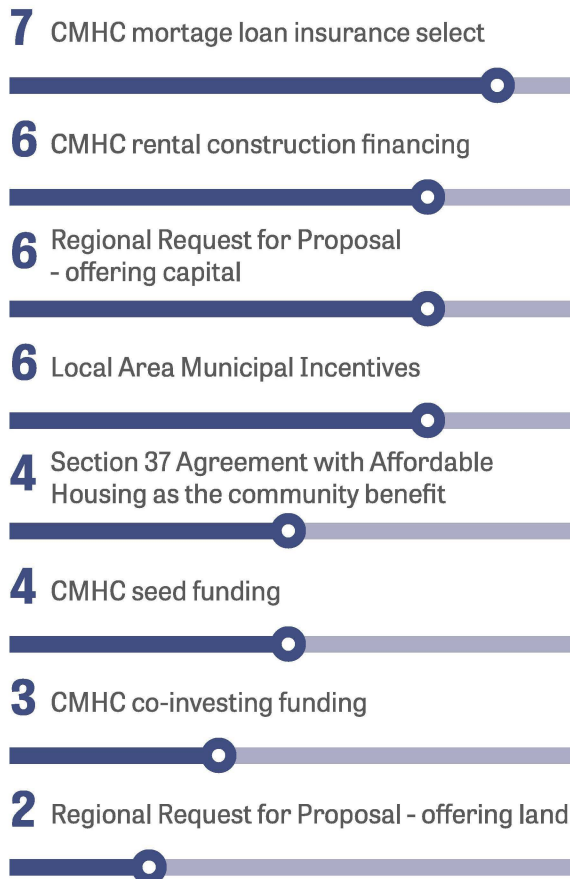 7 CMHC mortage loan insurance select
6 CMHC rental construction financing
6 Regional Request for Proposal
- offering capital
6 Local Area Municipal Incentives
4 Section 37 Agreement with Affordable
Housing as the community benefit
4 CMHC seed funding
3 CMHC co-investing funding
2 Regional Request for Proposal - offering land